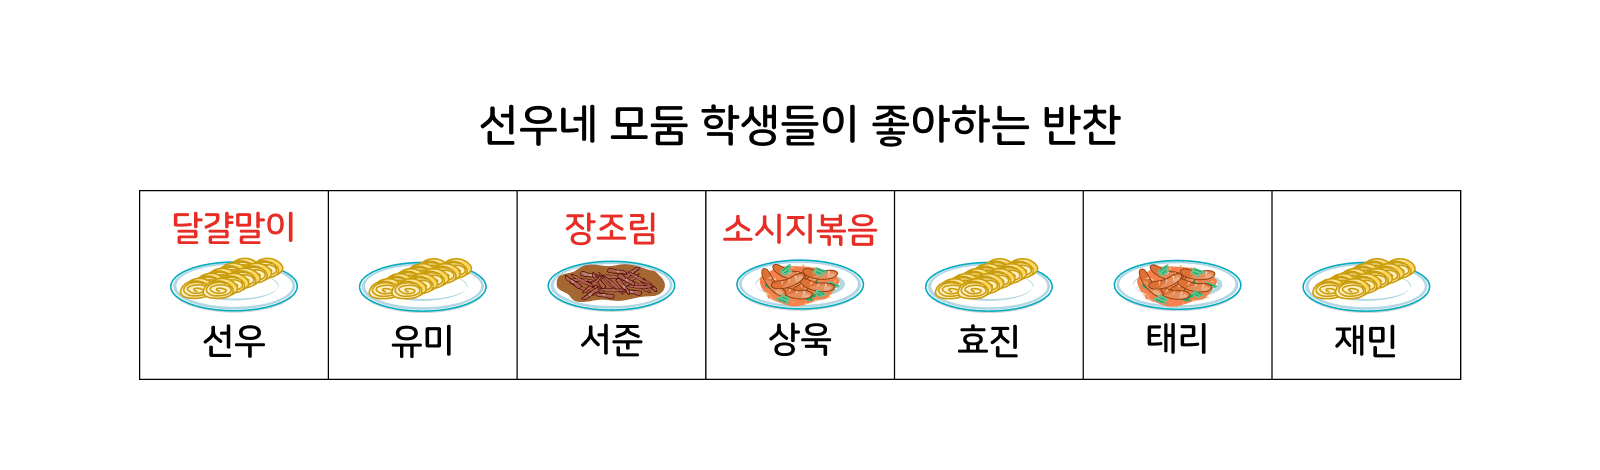 선우네 모둠 학생들이 좋아하는 반찬
달걀말이 장조림 소시지볶음
선우 유미 서준 상욱 효진 태리 재민